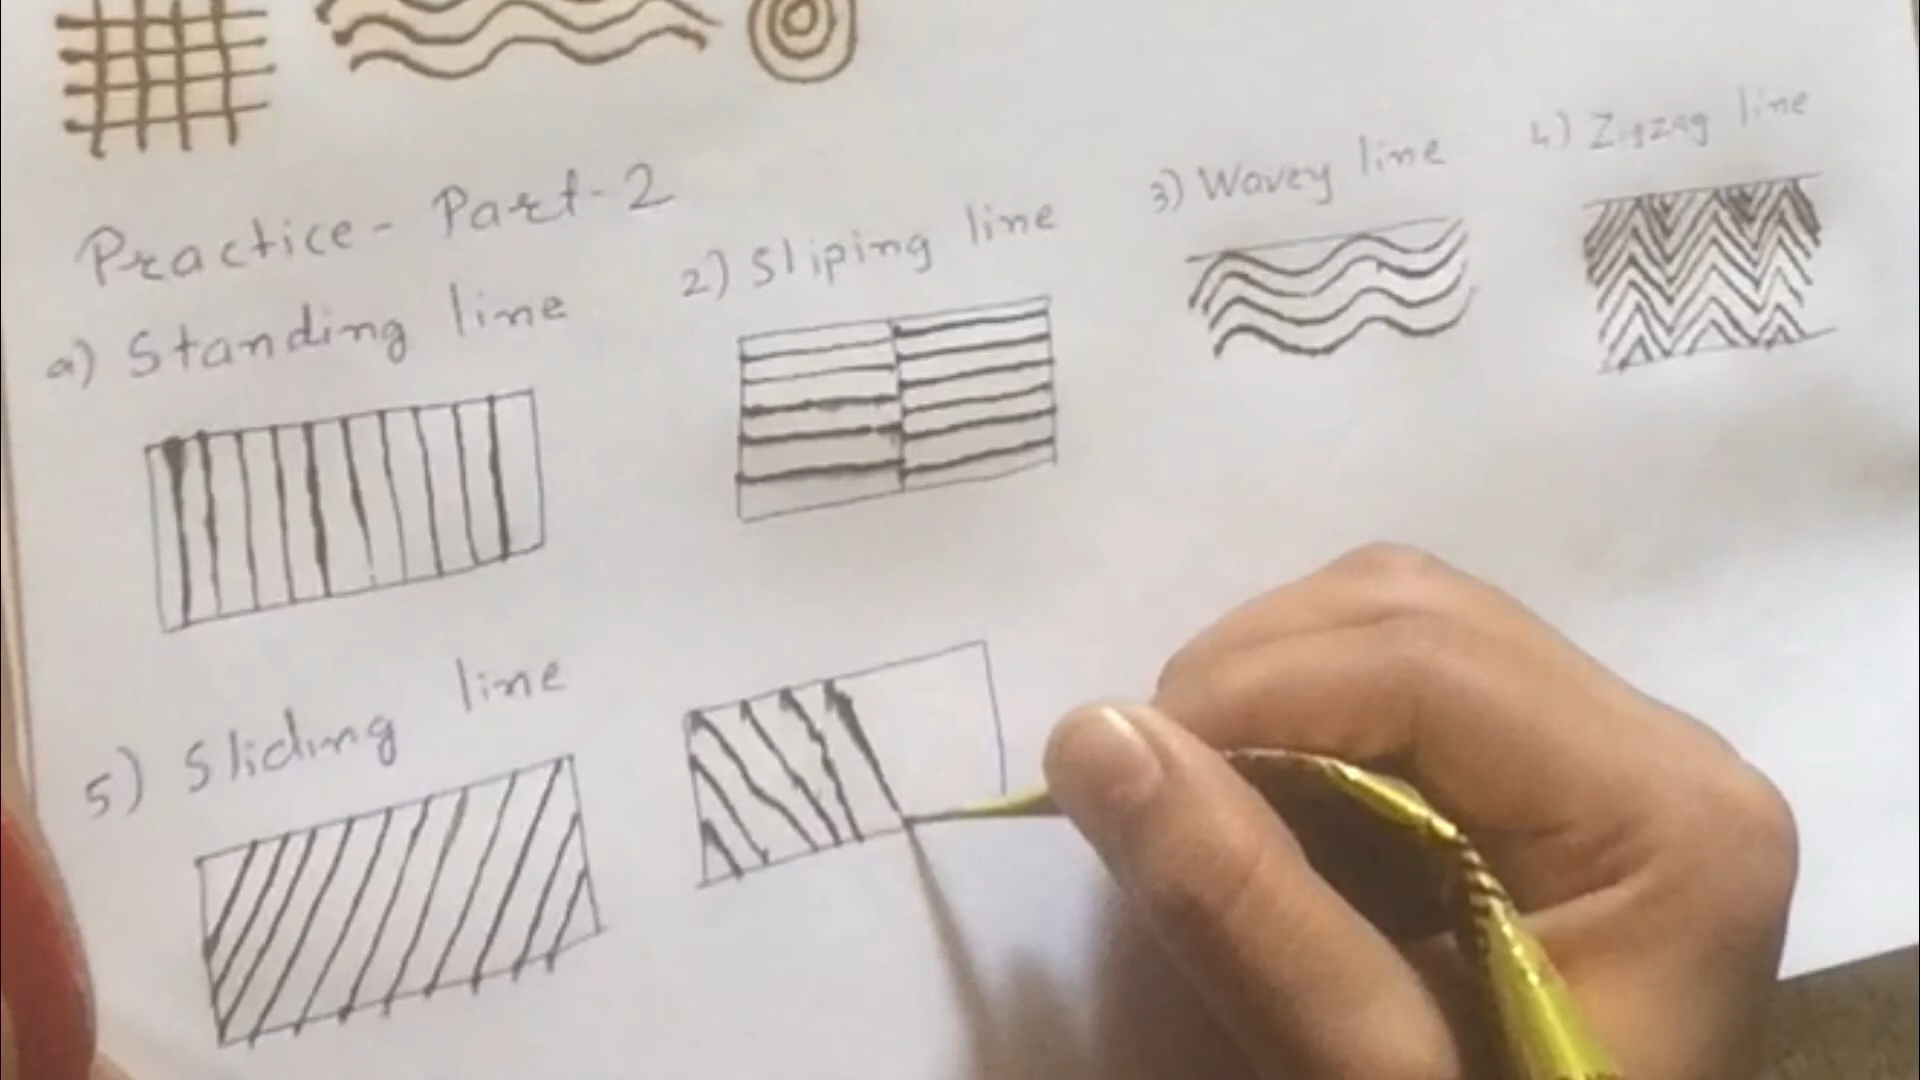 Practice - Part-2
a) Standing line
2) Sliping line
3) Wavey line
4) Zigzag line
5) Sliding line